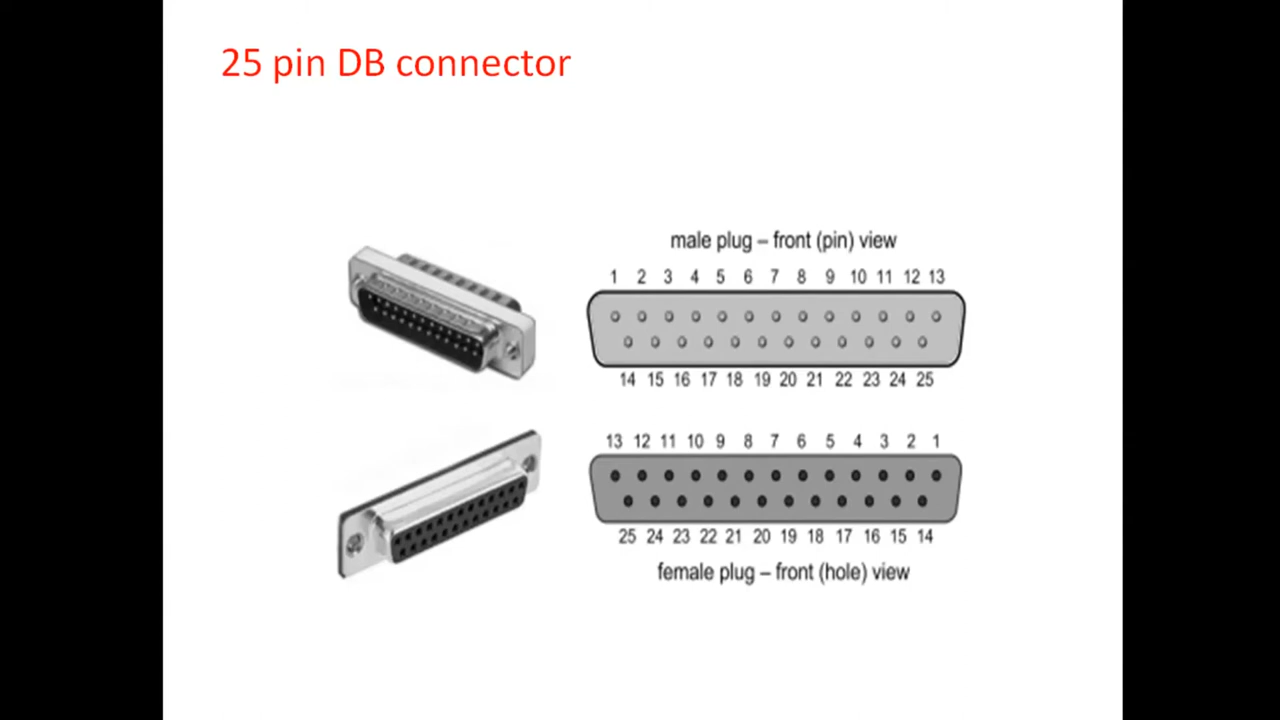 25 pin DB connector
male plug – front (pin) view
1 2 3 4 5 6 7 8 9 10 11 12 13
14 15 16 17 18 19 20 21 22 23 24 25
13 12 11 10 9 8 7 6 5 4 3 2 1
25 24 23 22 21 20 19 18 17 16 15 14
female plug – front (hole) view